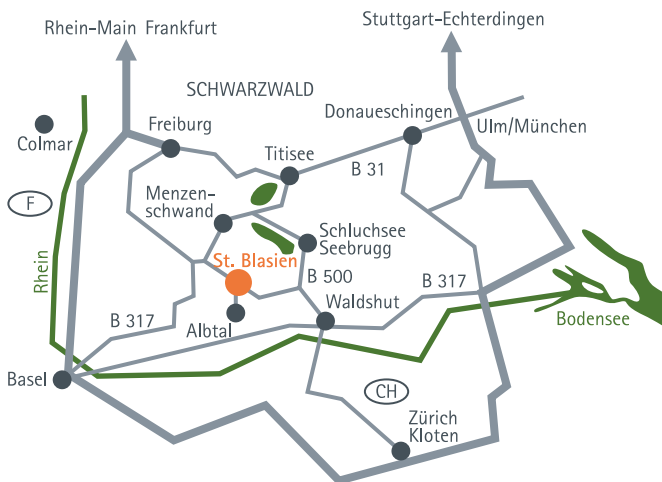 Stuttgart-Echterdingen
Rhein-Main Frankfurt
SCHWARZWALD
Donaueschingen
Freiburg
Ulm/München
Colmar
Titisee
B 31
Menzen-
schwand
F
Schluchsee
Seebrugg
St. Blasien
Rhein
B 500
B 317
Waldshut
B 317
Albtal
Bodensee
Basel
CH
Zürich
Kloten